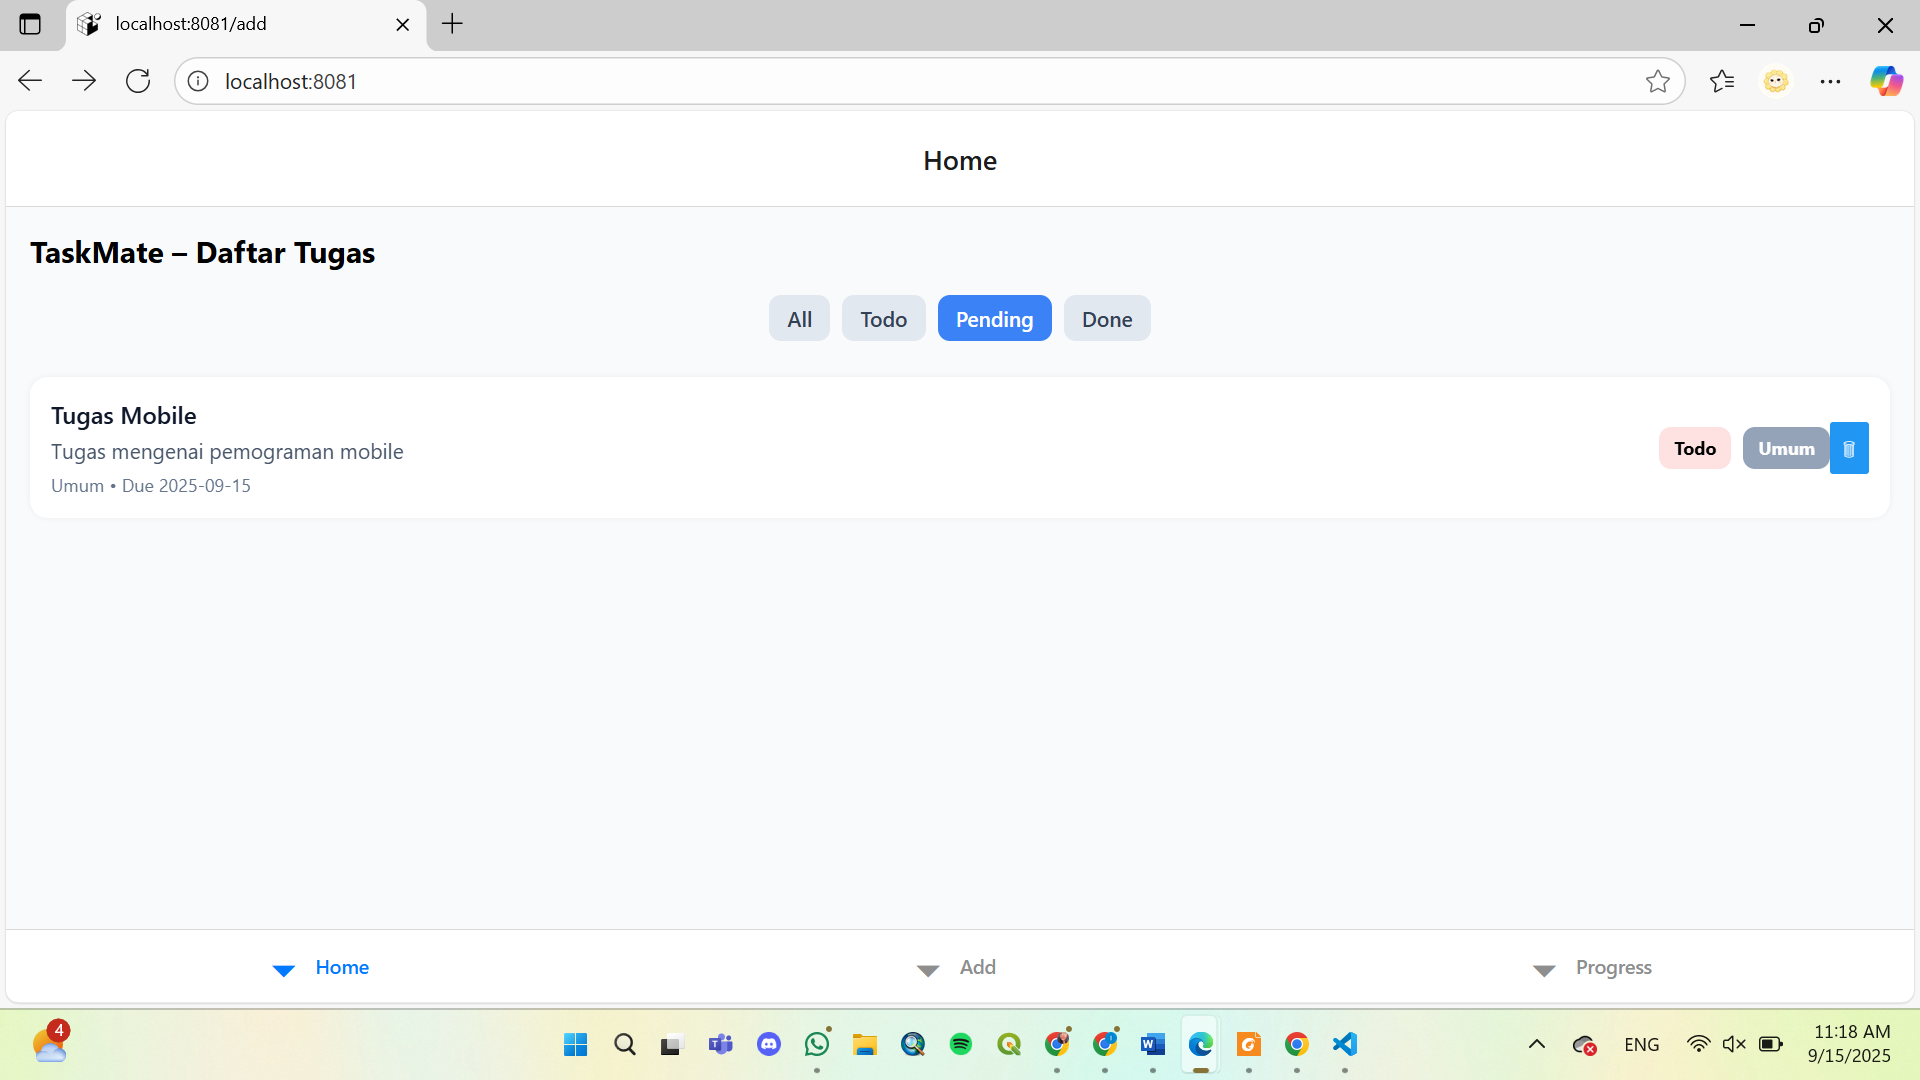 localhost:8081/add
localhost:8081
Home
TaskMate – Daftar Tugas
All
Todo
Pending
Done
Tugas Mobile
Tugas mengenai pemograman mobile
Umum • Due 2025-09-15
Todo
Umum
Home
Add
Progress
4
ENG
11:18 AM
9/15/2025